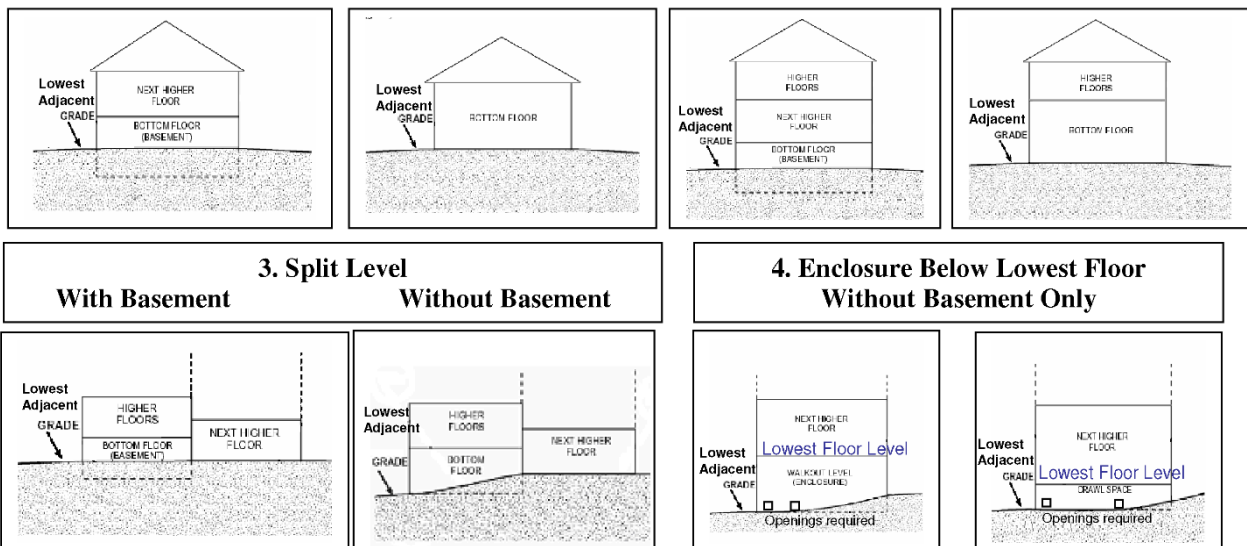 Lowest
Adjacent
GRADE
NEXT HIGHER
FLOOR
BOTTOM FLOOR
(BASEMENT)
Lowest
Adjacent
GRADE
BOTTOM FLOOR
Lowest
Adjacent
GRADE
HIGHER
FLOORS
NEXT HIGHER
FLOOR
BOTTOM FLOOR
(BASEMENT)
Lowest
Adjacent
GRADE
HIGHER
FLOORS
BOTTOM FLOOR
3. Split Level
With Basement Without Basement
4. Enclosure Below Lowest Floor
Without Basement Only
Lowest
Adjacent
GRADE
HIGHER
FLOORS
BOTTOM FLOOR
(BASEMENT)
NEXT HIGHER
FLOOR
Lowest
Adjacent
GRADE
HIGHER
FLOORS
BOTTOM
FLOOR
NEXT HIGHER
FLOOR
Lowest
Adjacent
GRADE
NEXT HIGHER
FLOOR
Lowest Floor Level
WALKOUT LEVEL
(ENCLOSURE)
Openings required
Lowest
Adjacent
GRADE
NEXT HIGHER
FLOOR
Lowest Floor Level
CRAWL SPACE
Openings required